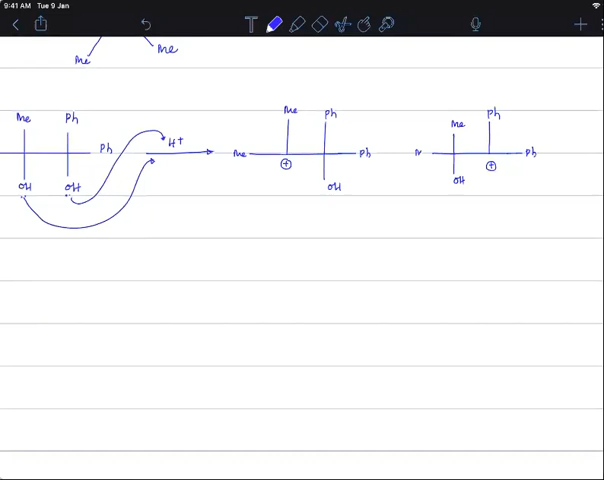 9:41 AM Tue 9 Jan
T
Me
Me
Me Ph
Ph
OH OH
H+
Me Ph
Me Ph
+
OH
Me Ph
Ph
OH +